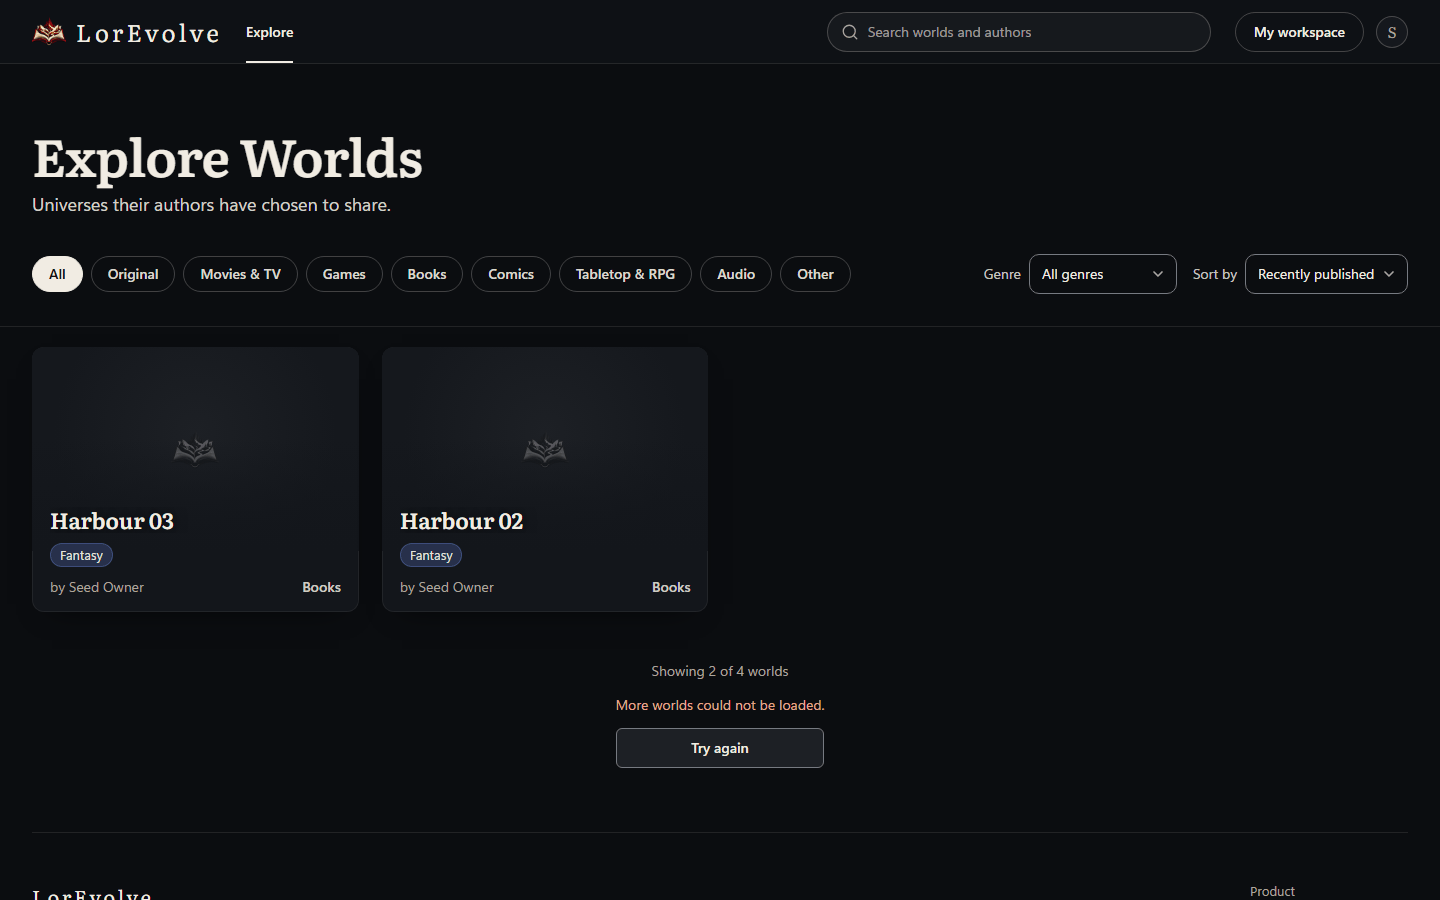 LorEvolve
Explore
Search worlds and authors
My workspace
S
Explore Worlds
Universes their authors have chosen to share.
All
Original
Movies & TV
Games
Books
Comics
Tabletop & RPG
Audio
Other
Genre
All genres
Sort by
Recently published
Harbour 03
Fantasy
by Seed Owner
Books
Harbour 02
Fantasy
by Seed Owner
Books
Showing 2 of 4 worlds
More worlds could not be loaded.
Try again
LorEvolve
Product